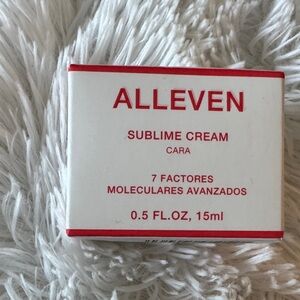 ALLEVEN
SUBLIME CREAM
CARA
7 FACTORES
MOLECULARES AVANZADOS
0.5 FL.OZ, 15ml